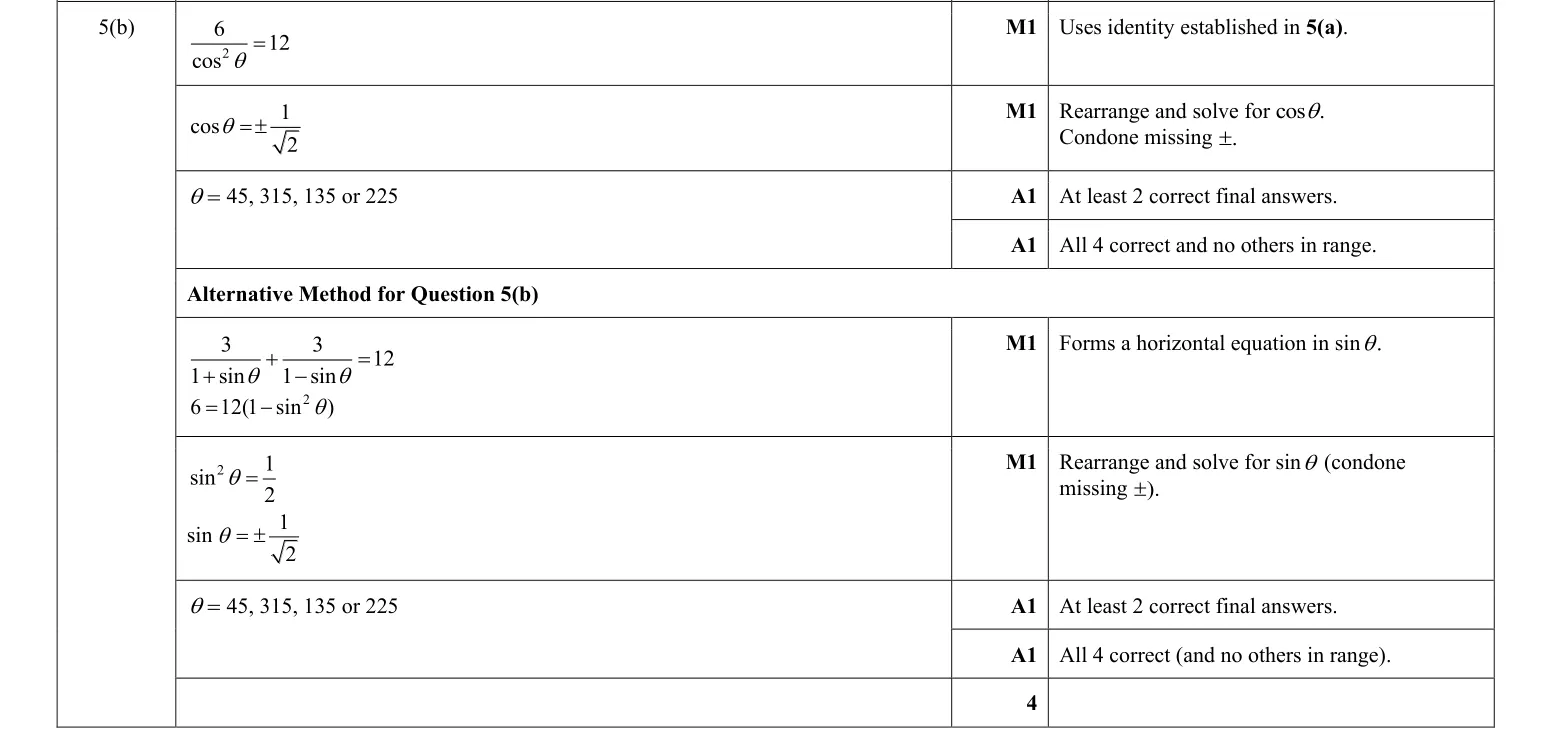 5(b)
6/cos² θ = 12
M1
Uses identity established in 5(a).
cos θ = ± 1/√2
M1
Rearrange and solve for cos θ.
Condone missing ±.
θ = 45, 315, 135 or 225
A1
At least 2 correct final answers.
A1
All 4 correct and no others in range.
Alternative Method for Question 5(b)
3/(1 + sin θ) + 3/(1 − sin θ) = 12
6 = 12(1 − sin² θ)
M1
Forms a horizontal equation in sin θ.
sin² θ = 1/2
sin θ = ± 1/√2
M1
Rearrange and solve for sin θ (condone
missing ±).
θ = 45, 315, 135 or 225
A1
At least 2 correct final answers.
A1
All 4 correct (and no others in range).
4